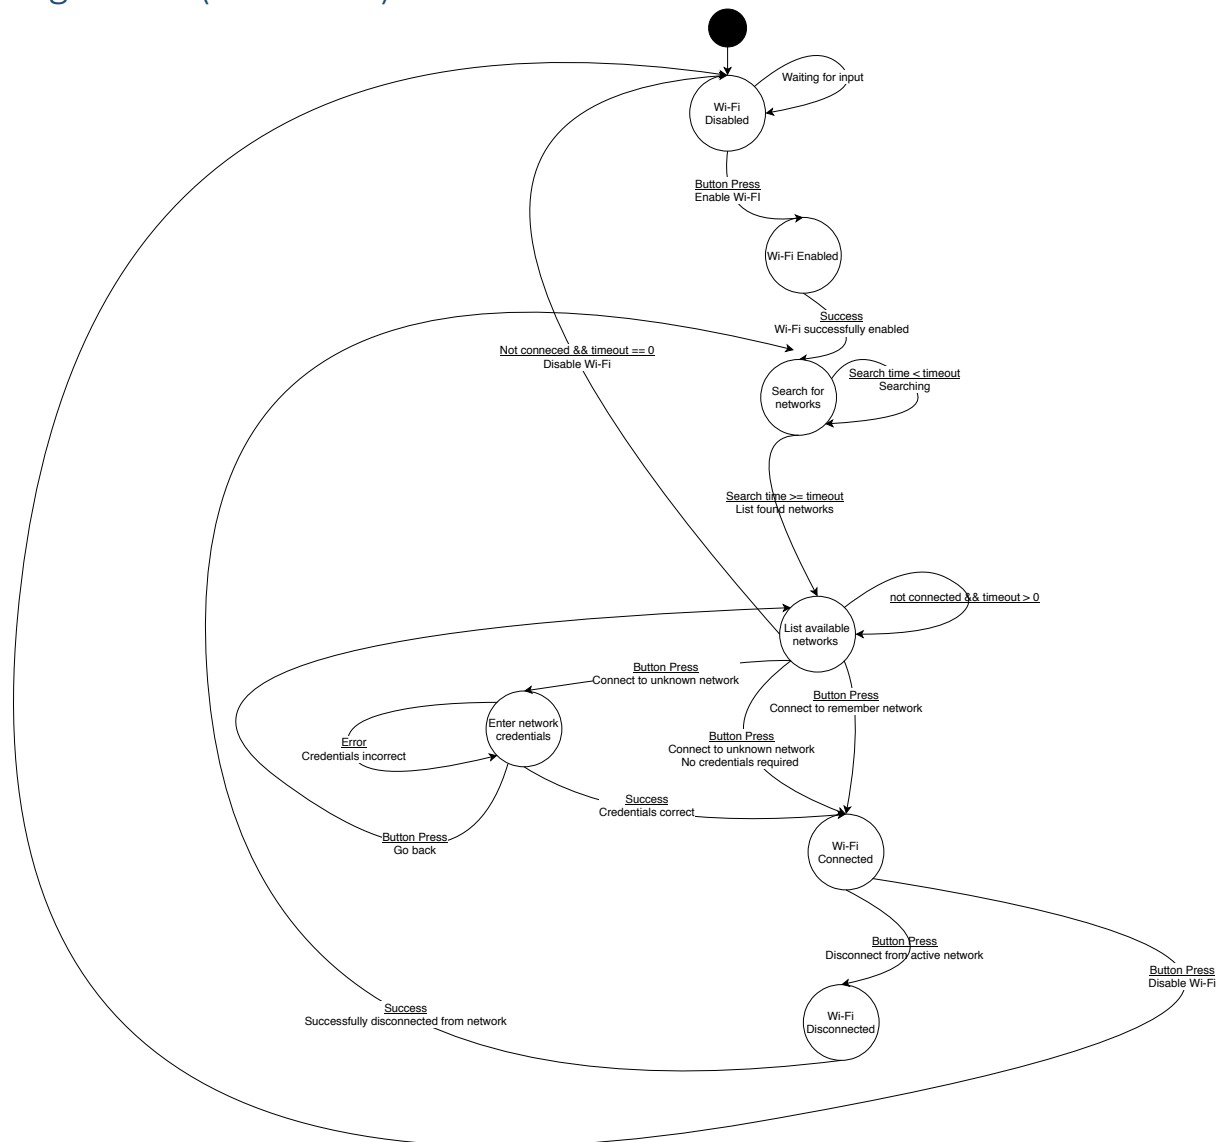 Waiting for input
Wi-Fi
Disabled
Button Press
Enable Wi-FI
Wi-Fi Enabled
Success
Wi-Fi successfully enabled
Not conneced && timeout == 0
Disable Wi-Fi
Search time < timeout
Searching
Search for
networks
Search time >= timeout
List found networks
not connected && timeout > 0
List available
networks
Button Press
Connect to unknown network
Button Press
Connect to remember network
Enter network
credentials
Error
Credentials incorrect
Button Press
Connect to unknown network
No credentials required
Success
Credentials correct
Button Press
Go back
Wi-Fi
Connected
Button Press
Disconnect from active network
Button Press
Disable Wi-Fi
Success
Successfully disconnected from network
Wi-Fi
Disconnected